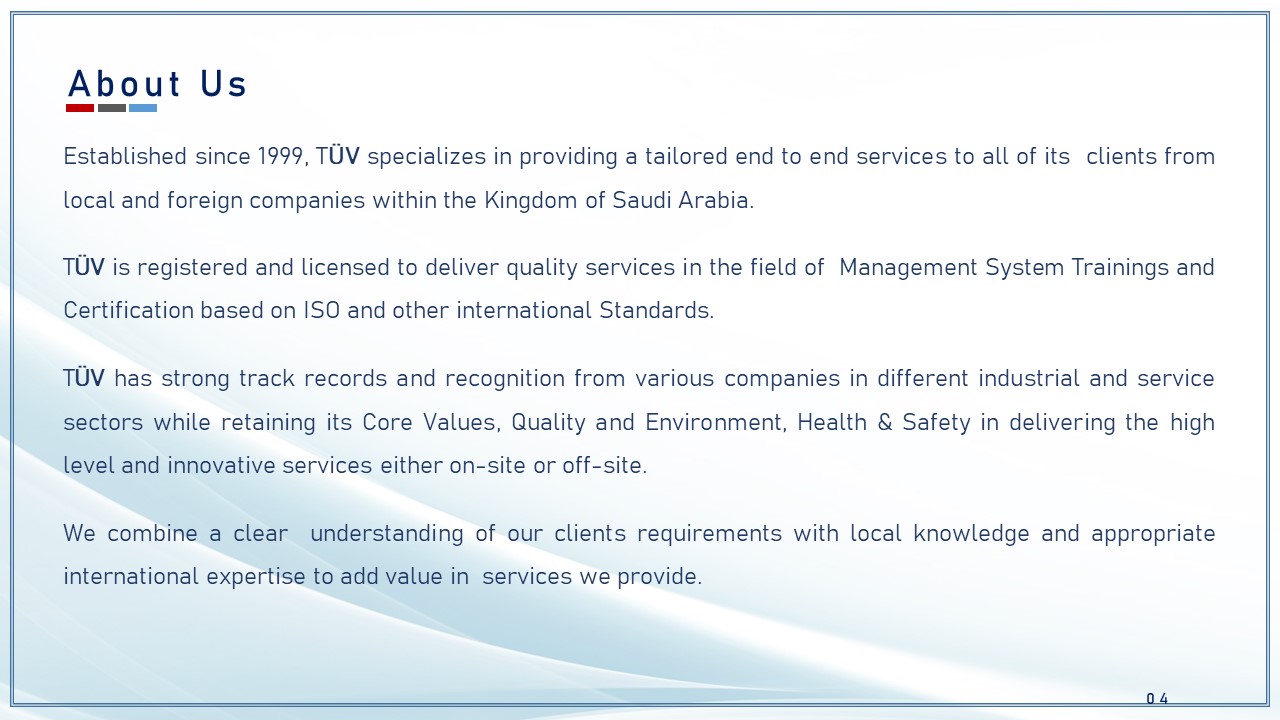 About Us
Established since 1999, TÜV specializes in providing a tailored end to end services to all of its  clients from
local and foreign companies within the Kingdom of Saudi Arabia.
TÜV is registered and licensed to deliver quality services in the field of  Management System Trainings and
Certification based on ISO and other international Standards.
TÜV has strong track records and recognition from various companies in different industrial and service
sectors while retaining its Core Values, Quality and Environment, Health & Safety in delivering the high
level and innovative services either on-site or off-site.
We combine a clear  understanding of our clients requirements with local knowledge and appropriate
international expertise to add value in  services we provide.
04